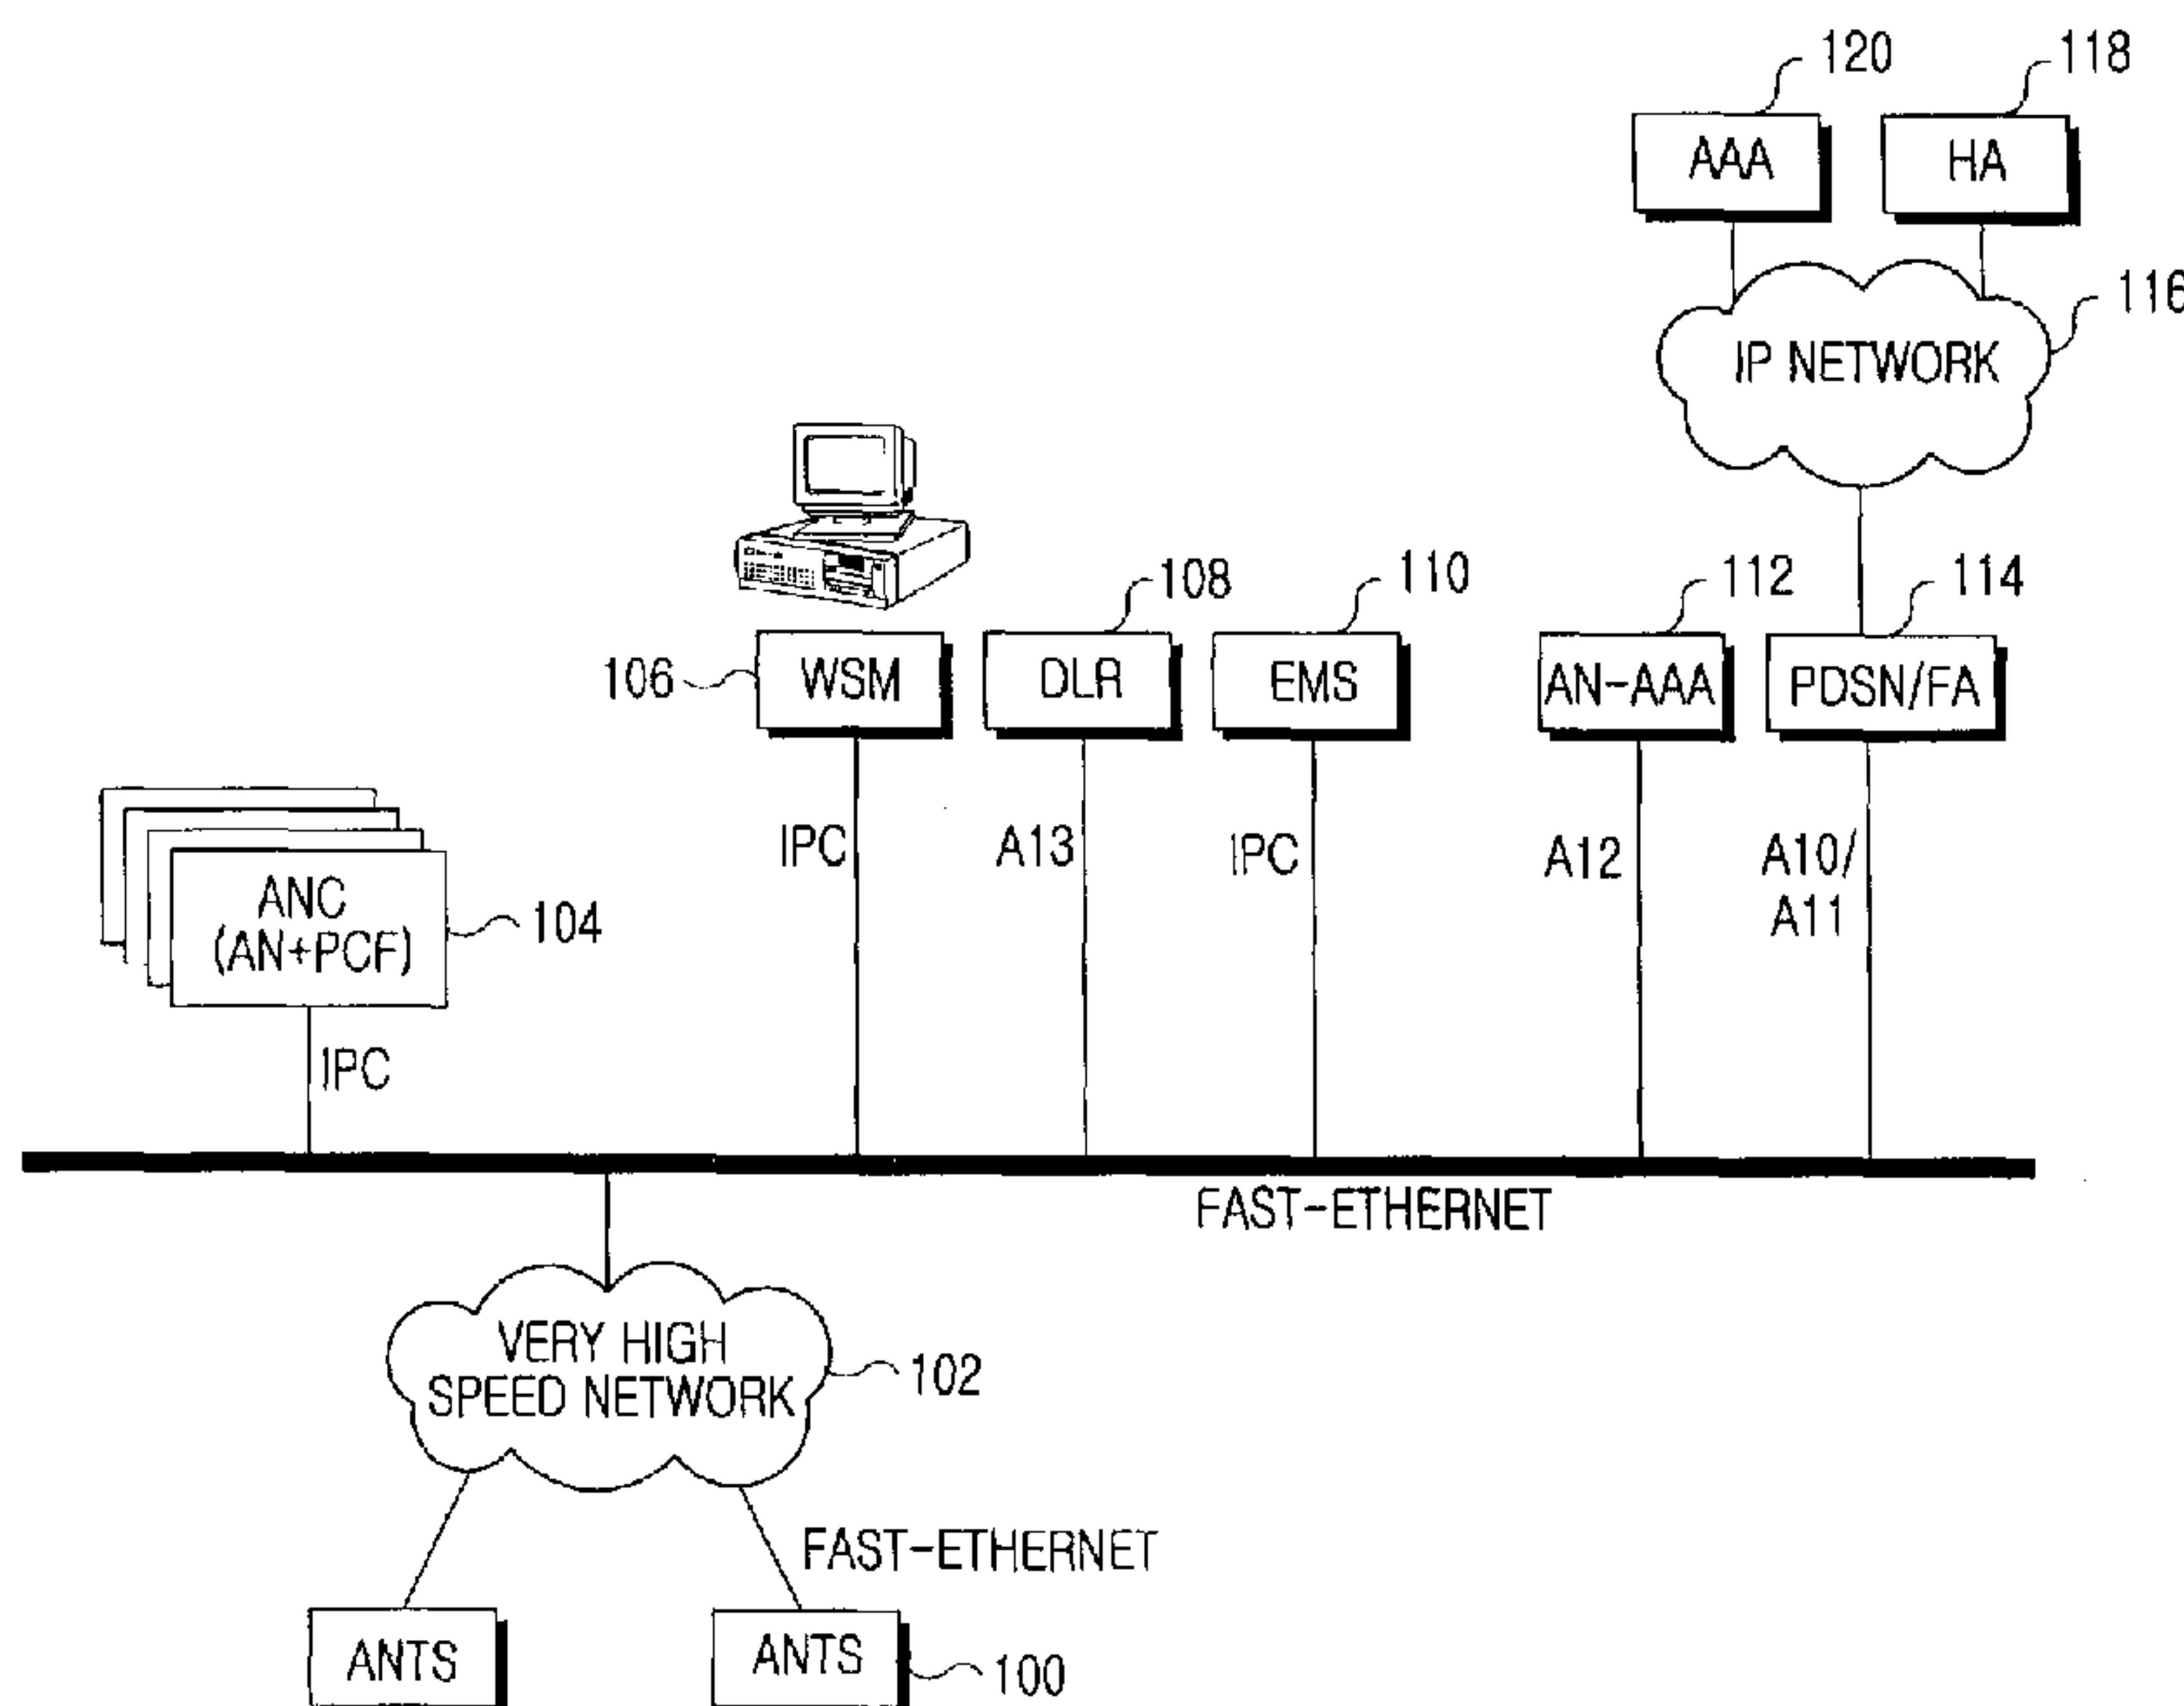 120
118
AAA
HA
116
IP NETWORK
108
110
112
114
106
WSM
DLR
EMS
AN-AAA
PDSN/FA
IPC
A13
IPC
A12
A10/
A11
ANC
(AN+PCF)
104
IPC
FAST-ETHERNET
VERY HIGH
SPEED NETWORK
102
FAST-ETHERNET
ANTS
ANTS
100